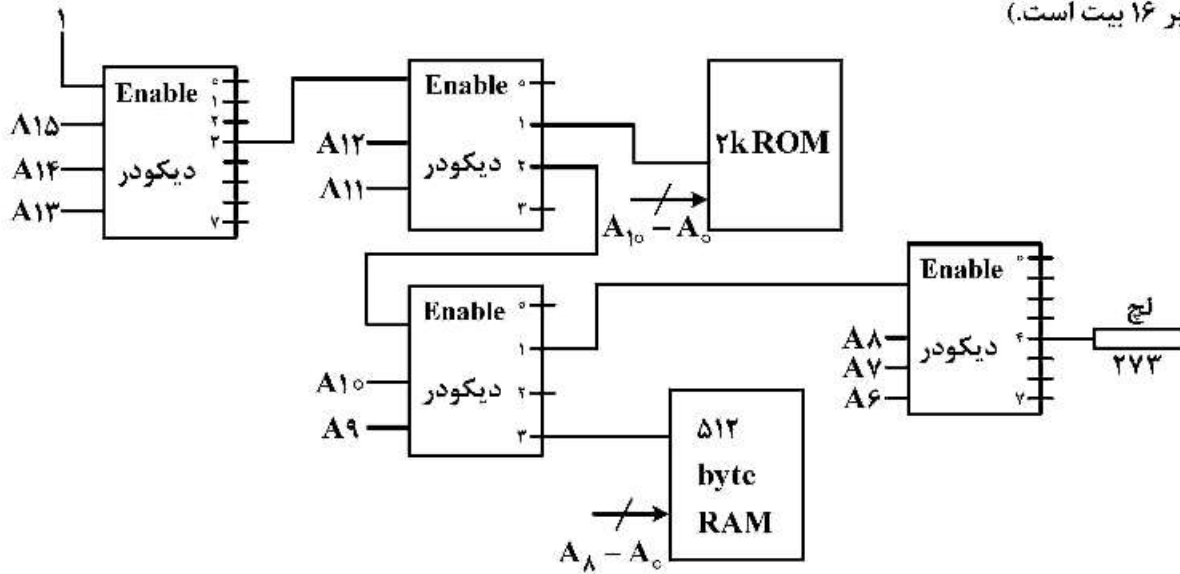 بر ۱۶ بیت است.)
۱
Enable
۰
۱
۲
۳
۷
A۱۵
A۱۴
A۱۳
دیکودر
Enable
۰
۱
۲
۳
A۱۲
A۱۱
دیکودر
۲k ROM
A۱۰ – A۰
Enable
۰
۱
۲
۳
A۱۰
A۹
دیکودر
Enable
۰
۴
۷
A۸
A۷
A۶
دیکودر
لچ
۲۷۳
۵۱۲
byte
RAM
A۸ – A۰